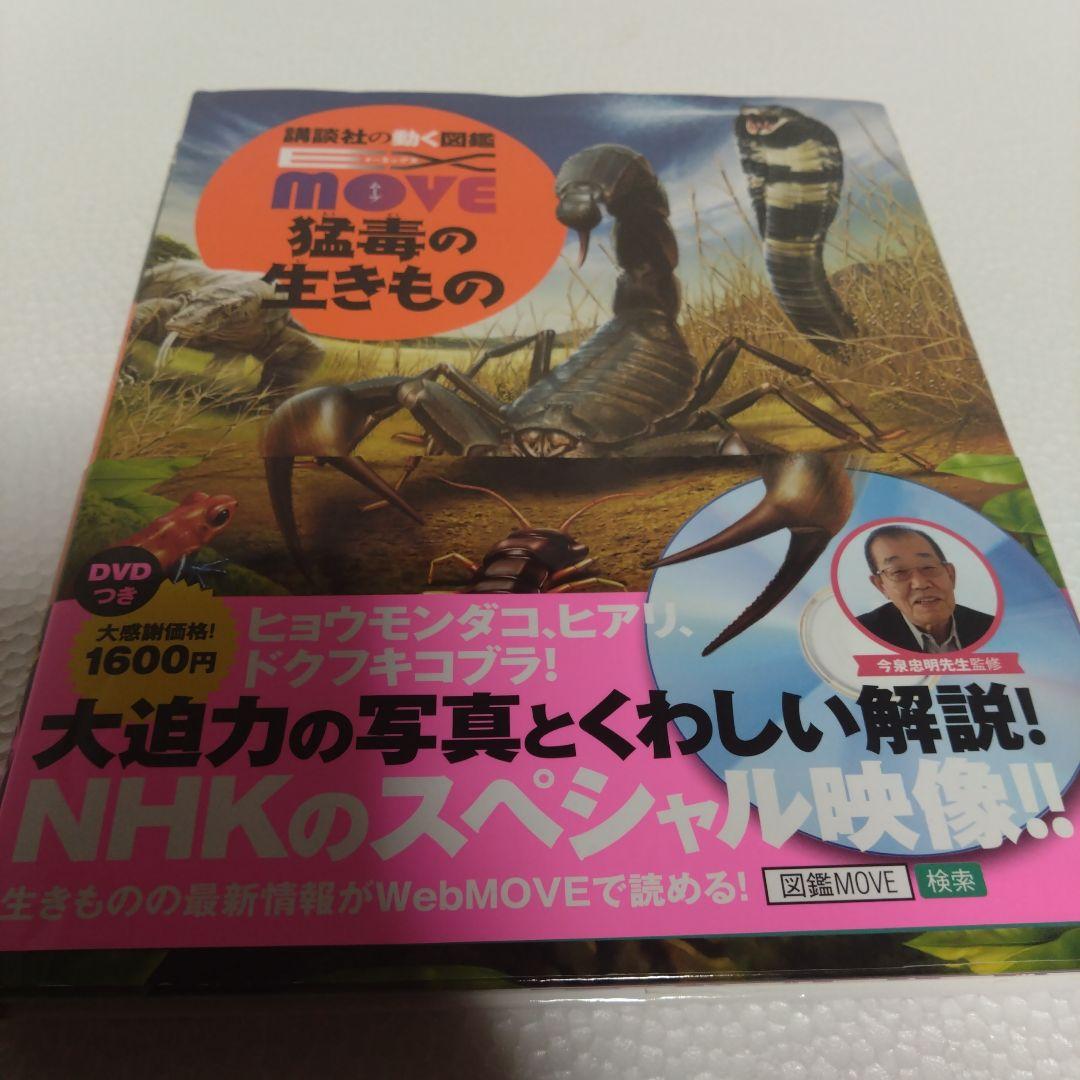 講談社の動く図鑑
EX
MOVE
ムーブ
猛毒の
生きもの
DVD
つき
大感謝価格!
1600円
ヒョウモンダコ、ヒアリ、
ドクフキコブラ!
今泉忠明先生監修
大迫力の写真とくわしい解説!
NHKのスペシャル映像!!
生きものの最新情報がWebMOVEで読める!
図鑑MOVE
検索